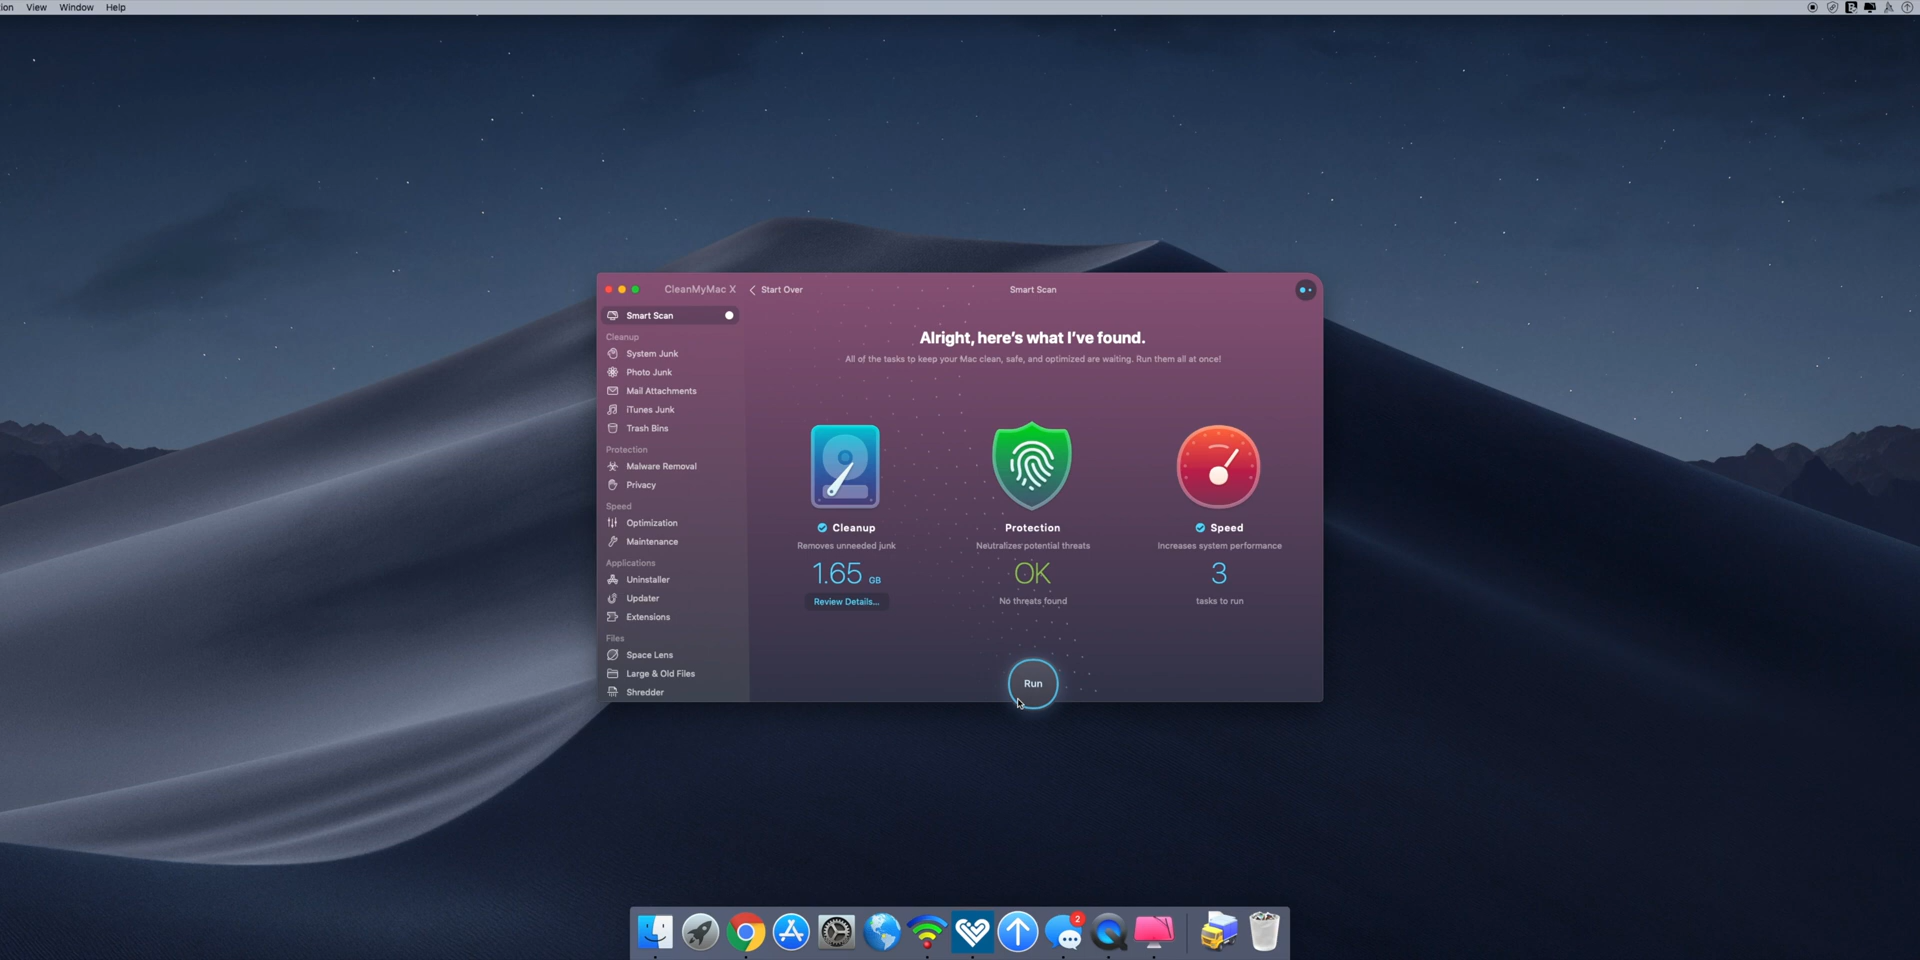 ion View Window Help
CleanMyMac X
Start Over
Smart Scan
Smart Scan
Cleanup
System Junk
Photo Junk
Mail Attachments
iTunes Junk
Trash Bins
Protection
Malware Removal
Privacy
Speed
Optimization
Maintenance
Applications
Uninstaller
Updater
Extensions
Files
Space Lens
Large & Old Files
Shredder
Alright, here's what I've found.
All of the tasks to keep your Mac clean, safe, and optimized are waiting. Run them all at once!
Cleanup
Removes unneeded junk
1.65 GB
Review Details...
Protection
Neutralizes potential threats
OK
No threats found
Speed
Increases system performance
3
tasks to run
Run
2